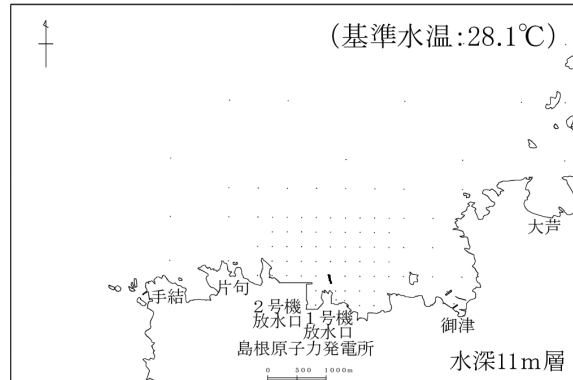 (基準水温:28.1℃)
大芦
手結
片句
2号機
放水口
1号機
放水口
御津
島根原子力発電所
水深11m層
0 500 1000m